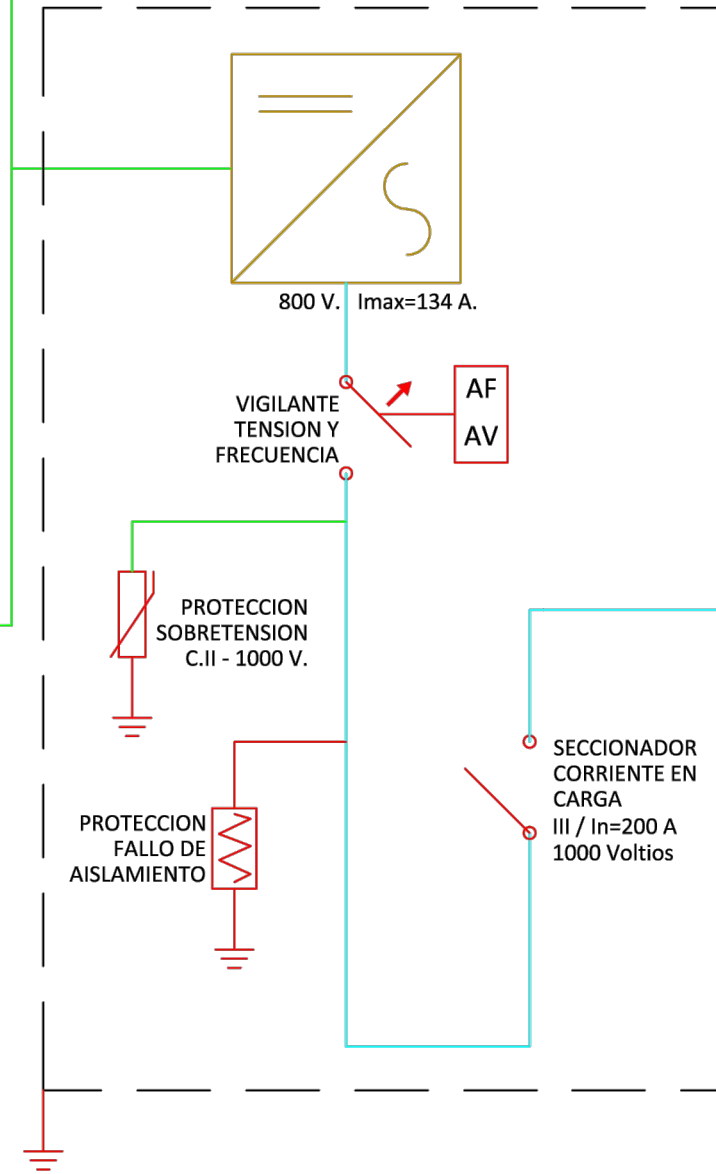 800 V. Imax=134 A.
VIGILANTE
TENSION Y
FRECUENCIA
AF
AV
PROTECCION
SOBRETENSION
C.II - 1000 V.
SECCIONADOR
CORRIENTE EN
CARGA
III / In=200 A
1000 Voltios
PROTECCION
FALLO DE
AISLAMIENTO